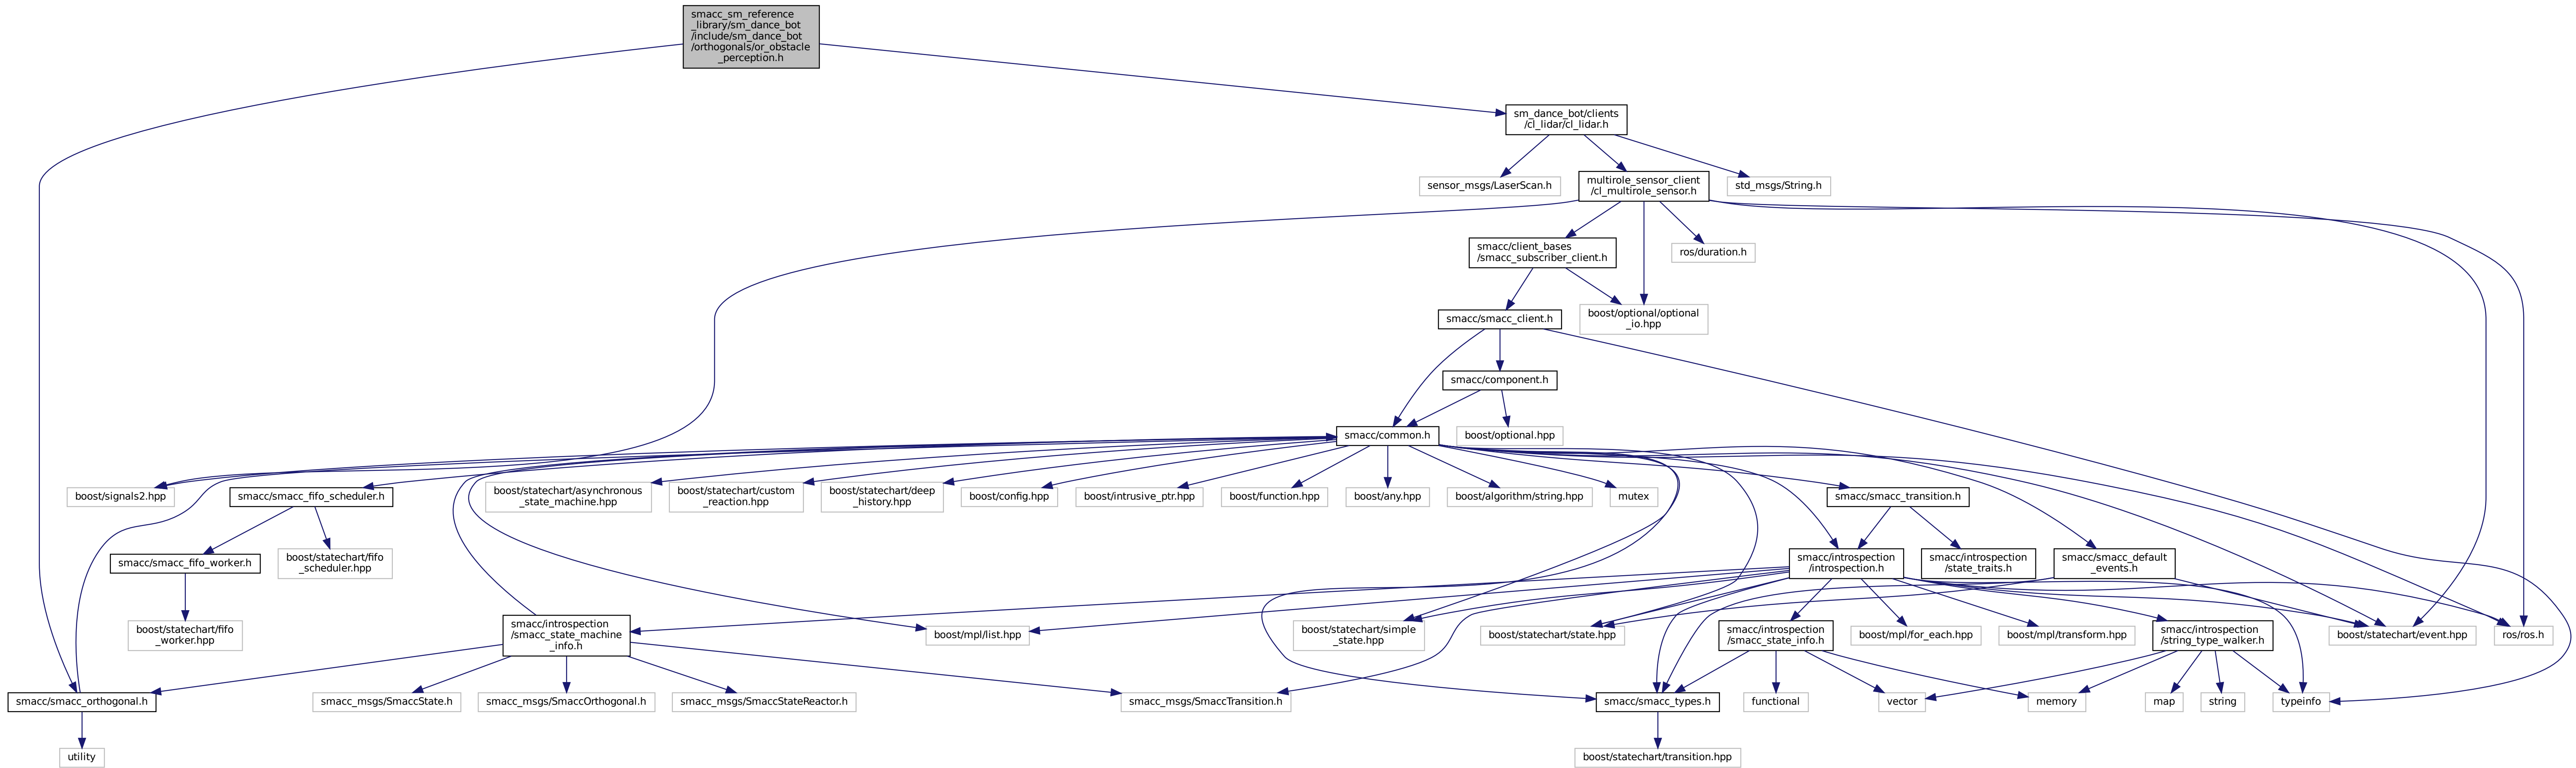 smacc_sm_reference
_library/sm_dance_bot
/include/sm_dance_bot
/orthogonals/or_obstacle
_perception.h
sm_dance_bot/clients
/cl_lidar/cl_lidar.h
sensor_msgs/LaserScan.h
multirole_sensor_client
/cl_multirole_sensor.h
std_msgs/String.h
smacc/client_bases
/smacc_subscriber_client.h
ros/duration.h
smacc/smacc_client.h
boost/optional/optional
_io.hpp
smacc/component.h
smacc/common.h
boost/optional.hpp
boost/signals2.hpp
smacc/smacc_fifo_scheduler.h
boost/statechart/asynchronous
_state_machine.hpp
boost/statechart/custom
_reaction.hpp
boost/statechart/deep
_history.hpp
boost/config.hpp
boost/intrusive_ptr.hpp
boost/function.hpp
boost/any.hpp
boost/algorithm/string.hpp
mutex
smacc/smacc_transition.h
smacc/smacc_fifo_worker.h
boost/statechart/fifo
_scheduler.hpp
smacc/introspection
/introspection.h
smacc/introspection
/state_traits.h
smacc/smacc_default
_events.h
boost/statechart/fifo
_worker.hpp
smacc/introspection
/smacc_state_machine
_info.h
boost/mpl/list.hpp
boost/statechart/simple
_state.hpp
boost/statechart/state.hpp
smacc/introspection
/smacc_state_info.h
boost/mpl/for_each.hpp
boost/mpl/transform.hpp
smacc/introspection
/string_type_walker.h
boost/statechart/event.hpp
ros/ros.h
smacc/smacc_orthogonal.h
smacc_msgs/SmaccState.h
smacc_msgs/SmaccOrthogonal.h
smacc_msgs/SmaccStateReactor.h
smacc_msgs/SmaccTransition.h
smacc/smacc_types.h
functional
vector
memory
map
string
typeinfo
utility
boost/statechart/transition.hpp